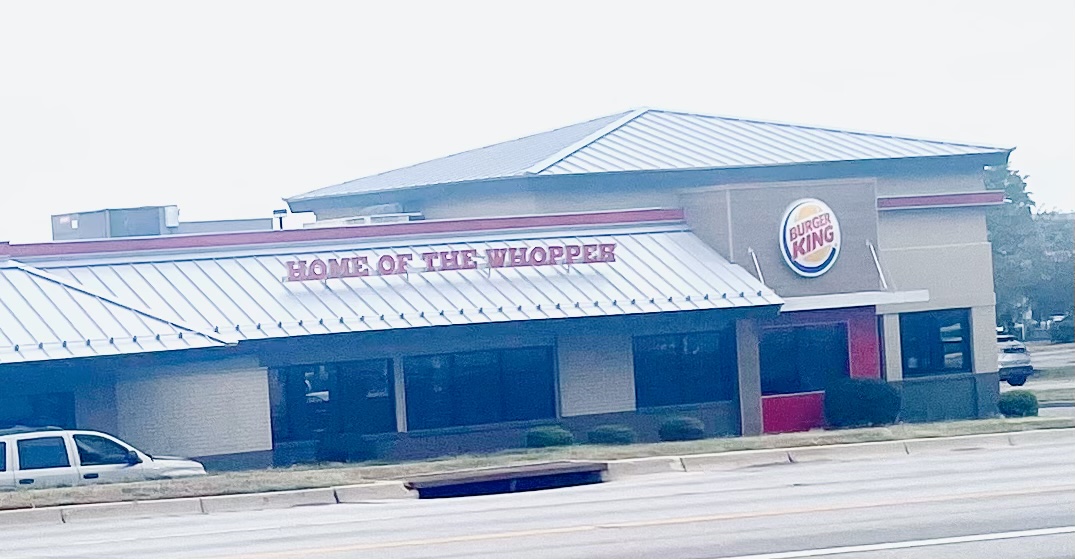 HOME OF THE WHOPPER
BURGER
KING